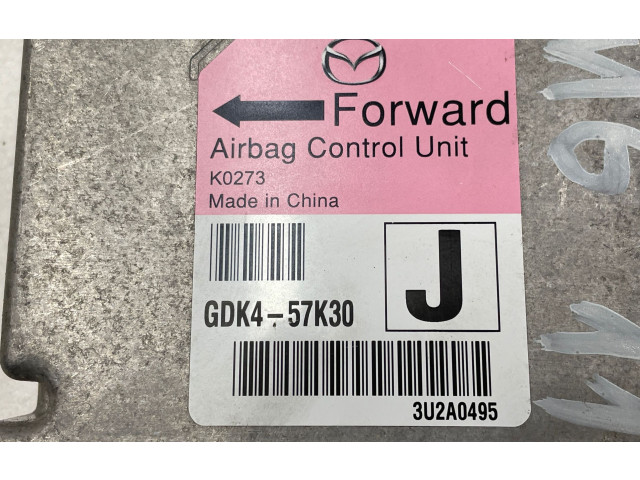 Forward
Airbag Control Unit
K0273
Made in China
J
GDK4-57K30
3U2A0495